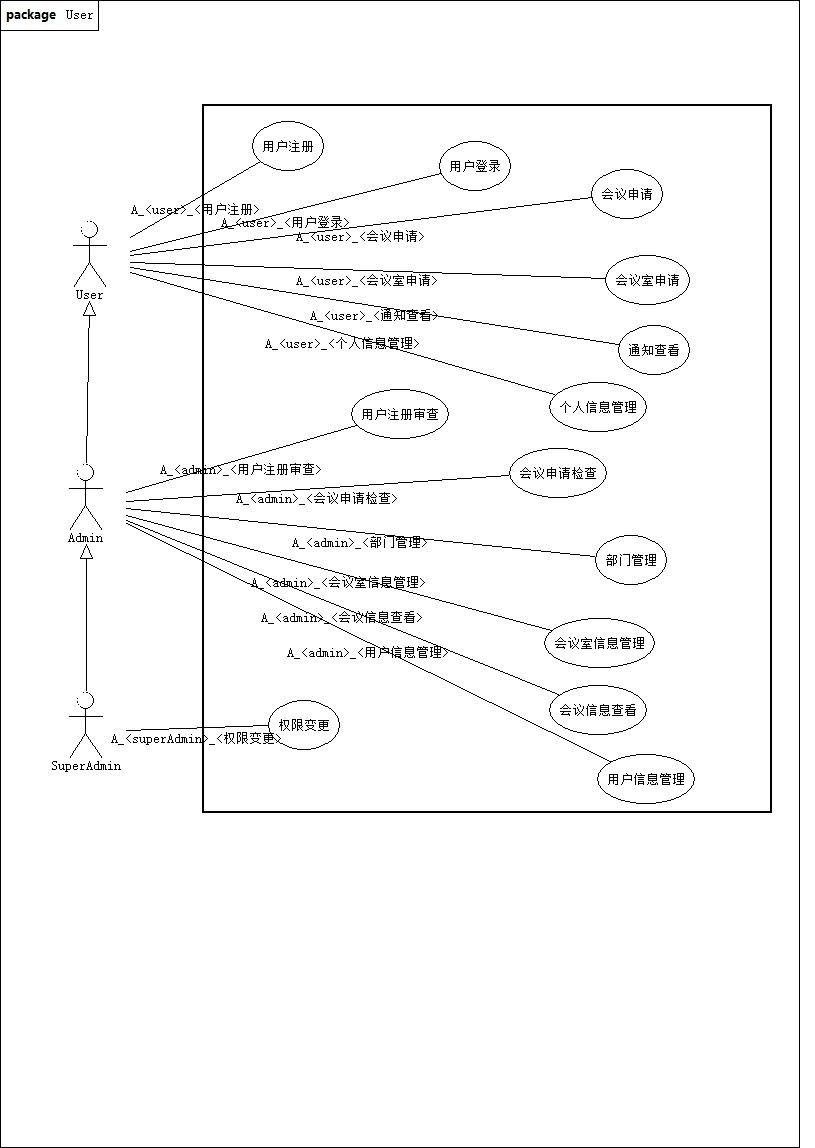 package User
用户注册
用户登录
会议申请
A_<user>_<用户注册>
A_<user>_<用户登录>
A_<user>_<会议申请>
会议室申请
A_<user>_<会议室申请>
User
A_<user>_<通知查看>
A_<user>_<个人信息管理>
通知查看
个人信息管理
用户注册审查
A_<admin>_<用户注册审查>
会议申请检查
A_<admin>_<会议申请检查>
Admin
A_<admin>_<部门管理>
部门管理
A_<admin>_<会议室信息管理>
A_<admin>_<会议信息查看>
会议室信息管理
A_<admin>_<用户信息管理>
会议信息查看
权限变更
A_<superAdmin>_<权限变更>
SuperAdmin
用户信息管理